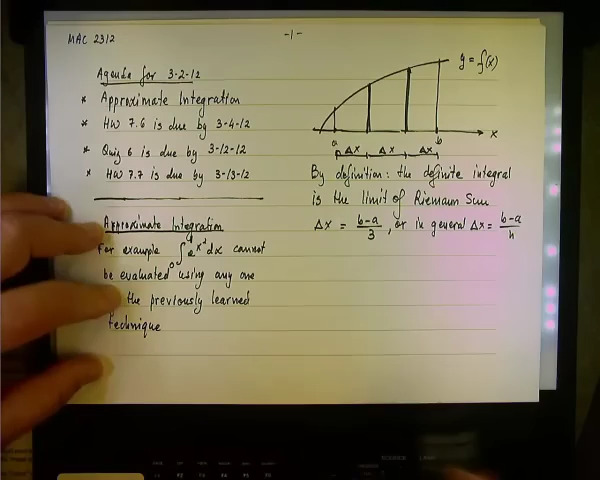 MAC 2312
-1-
Agenda for 3-2-12
* Approximate Integration
* HW 7.6 is due by 3-4-12
* Quiz 6 is due by 3-12-12
* HW 7.7 is due by 3-13-12
Approximate Integration
For example ∫₀⁴ eˣ² dx cannot
be evaluated using any one
the previously learned
technique
y = f(x)
x
a b
Δx Δx Δx
By definition: the definite integral
is the limit of Riemann Sum
Δx = b-a/3, or in general Δx = b-a/n